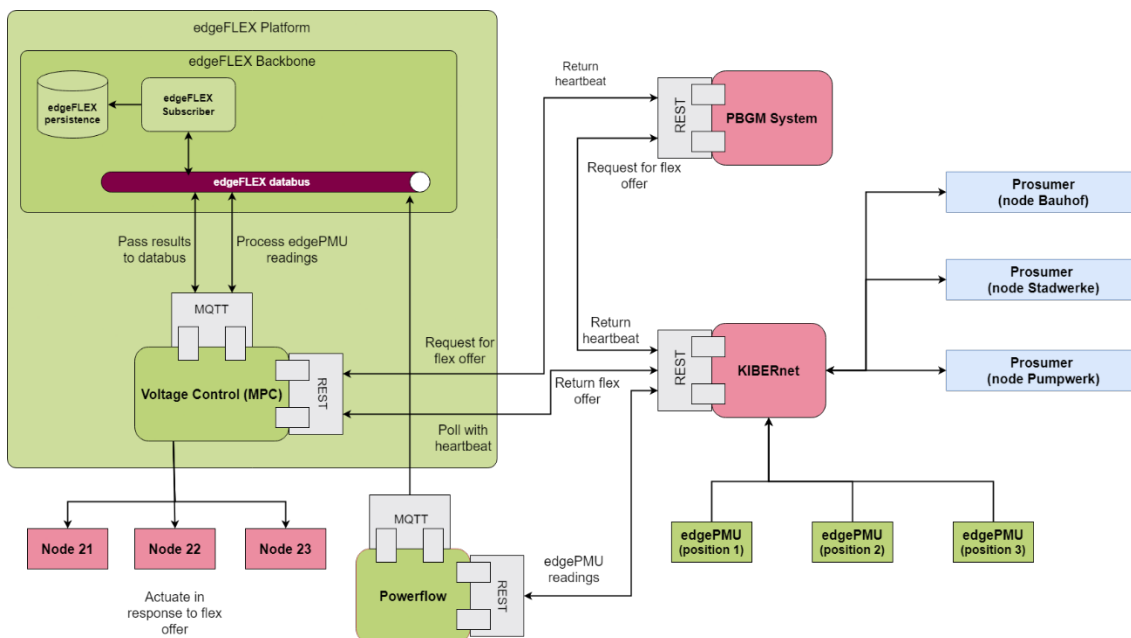 edgeFLEX Platform
edgeFLEX Backbone
edgeFLEX
persistence
edgeFLEX
Subscriber
edgeFLEX databus
Pass results
to databus
Process edgePMU
readings
MQTT
Voltage Control (MPC)
REST
Request for
flex offer
Poll with
heartbeat
Return
heartbeat
REST
PBGM System
Request for flex
offer
Return
heartbeat
Return flex
offer
REST
KIBERnet
Prosumer
(node Bauhof)
Prosumer
(node Stadwerke)
Prosumer
(node Pumpwerk)
Node 21
Node 22
Node 23
Actuate in
response to flex
offer
MQTT
Powerflow
REST
edgePMU
readings
edgePMU
(position 1)
edgePMU
(position 2)
edgePMU
(position 3)